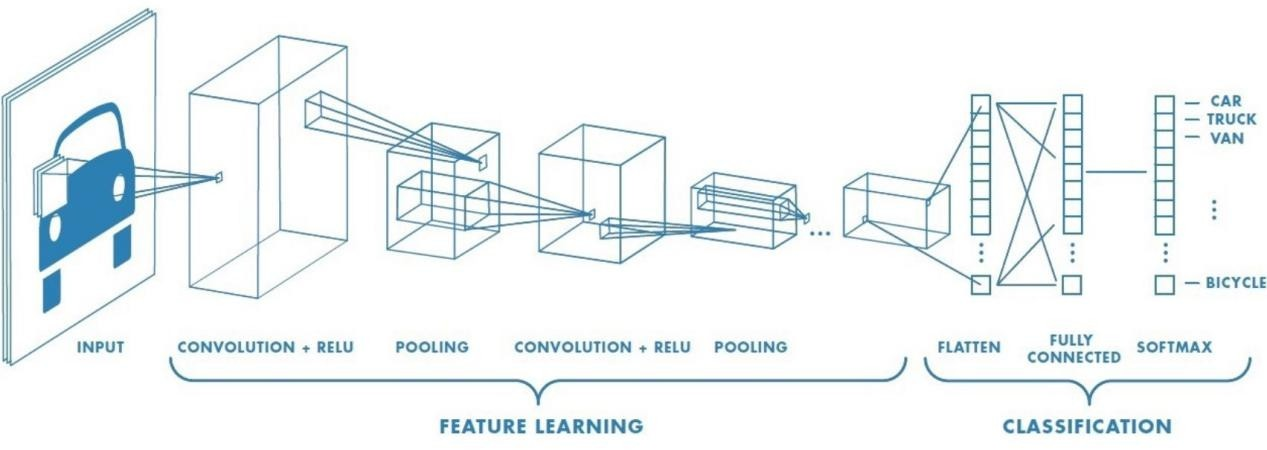 CAR
TRUCK
VAN
BICYCLE
INPUT
CONVOLUTION + RELU
POOLING
CONVOLUTION + RELU
POOLING
FLATTEN
FULLY
CONNECTED
SOFTMAX
FEATURE LEARNING
CLASSIFICATION